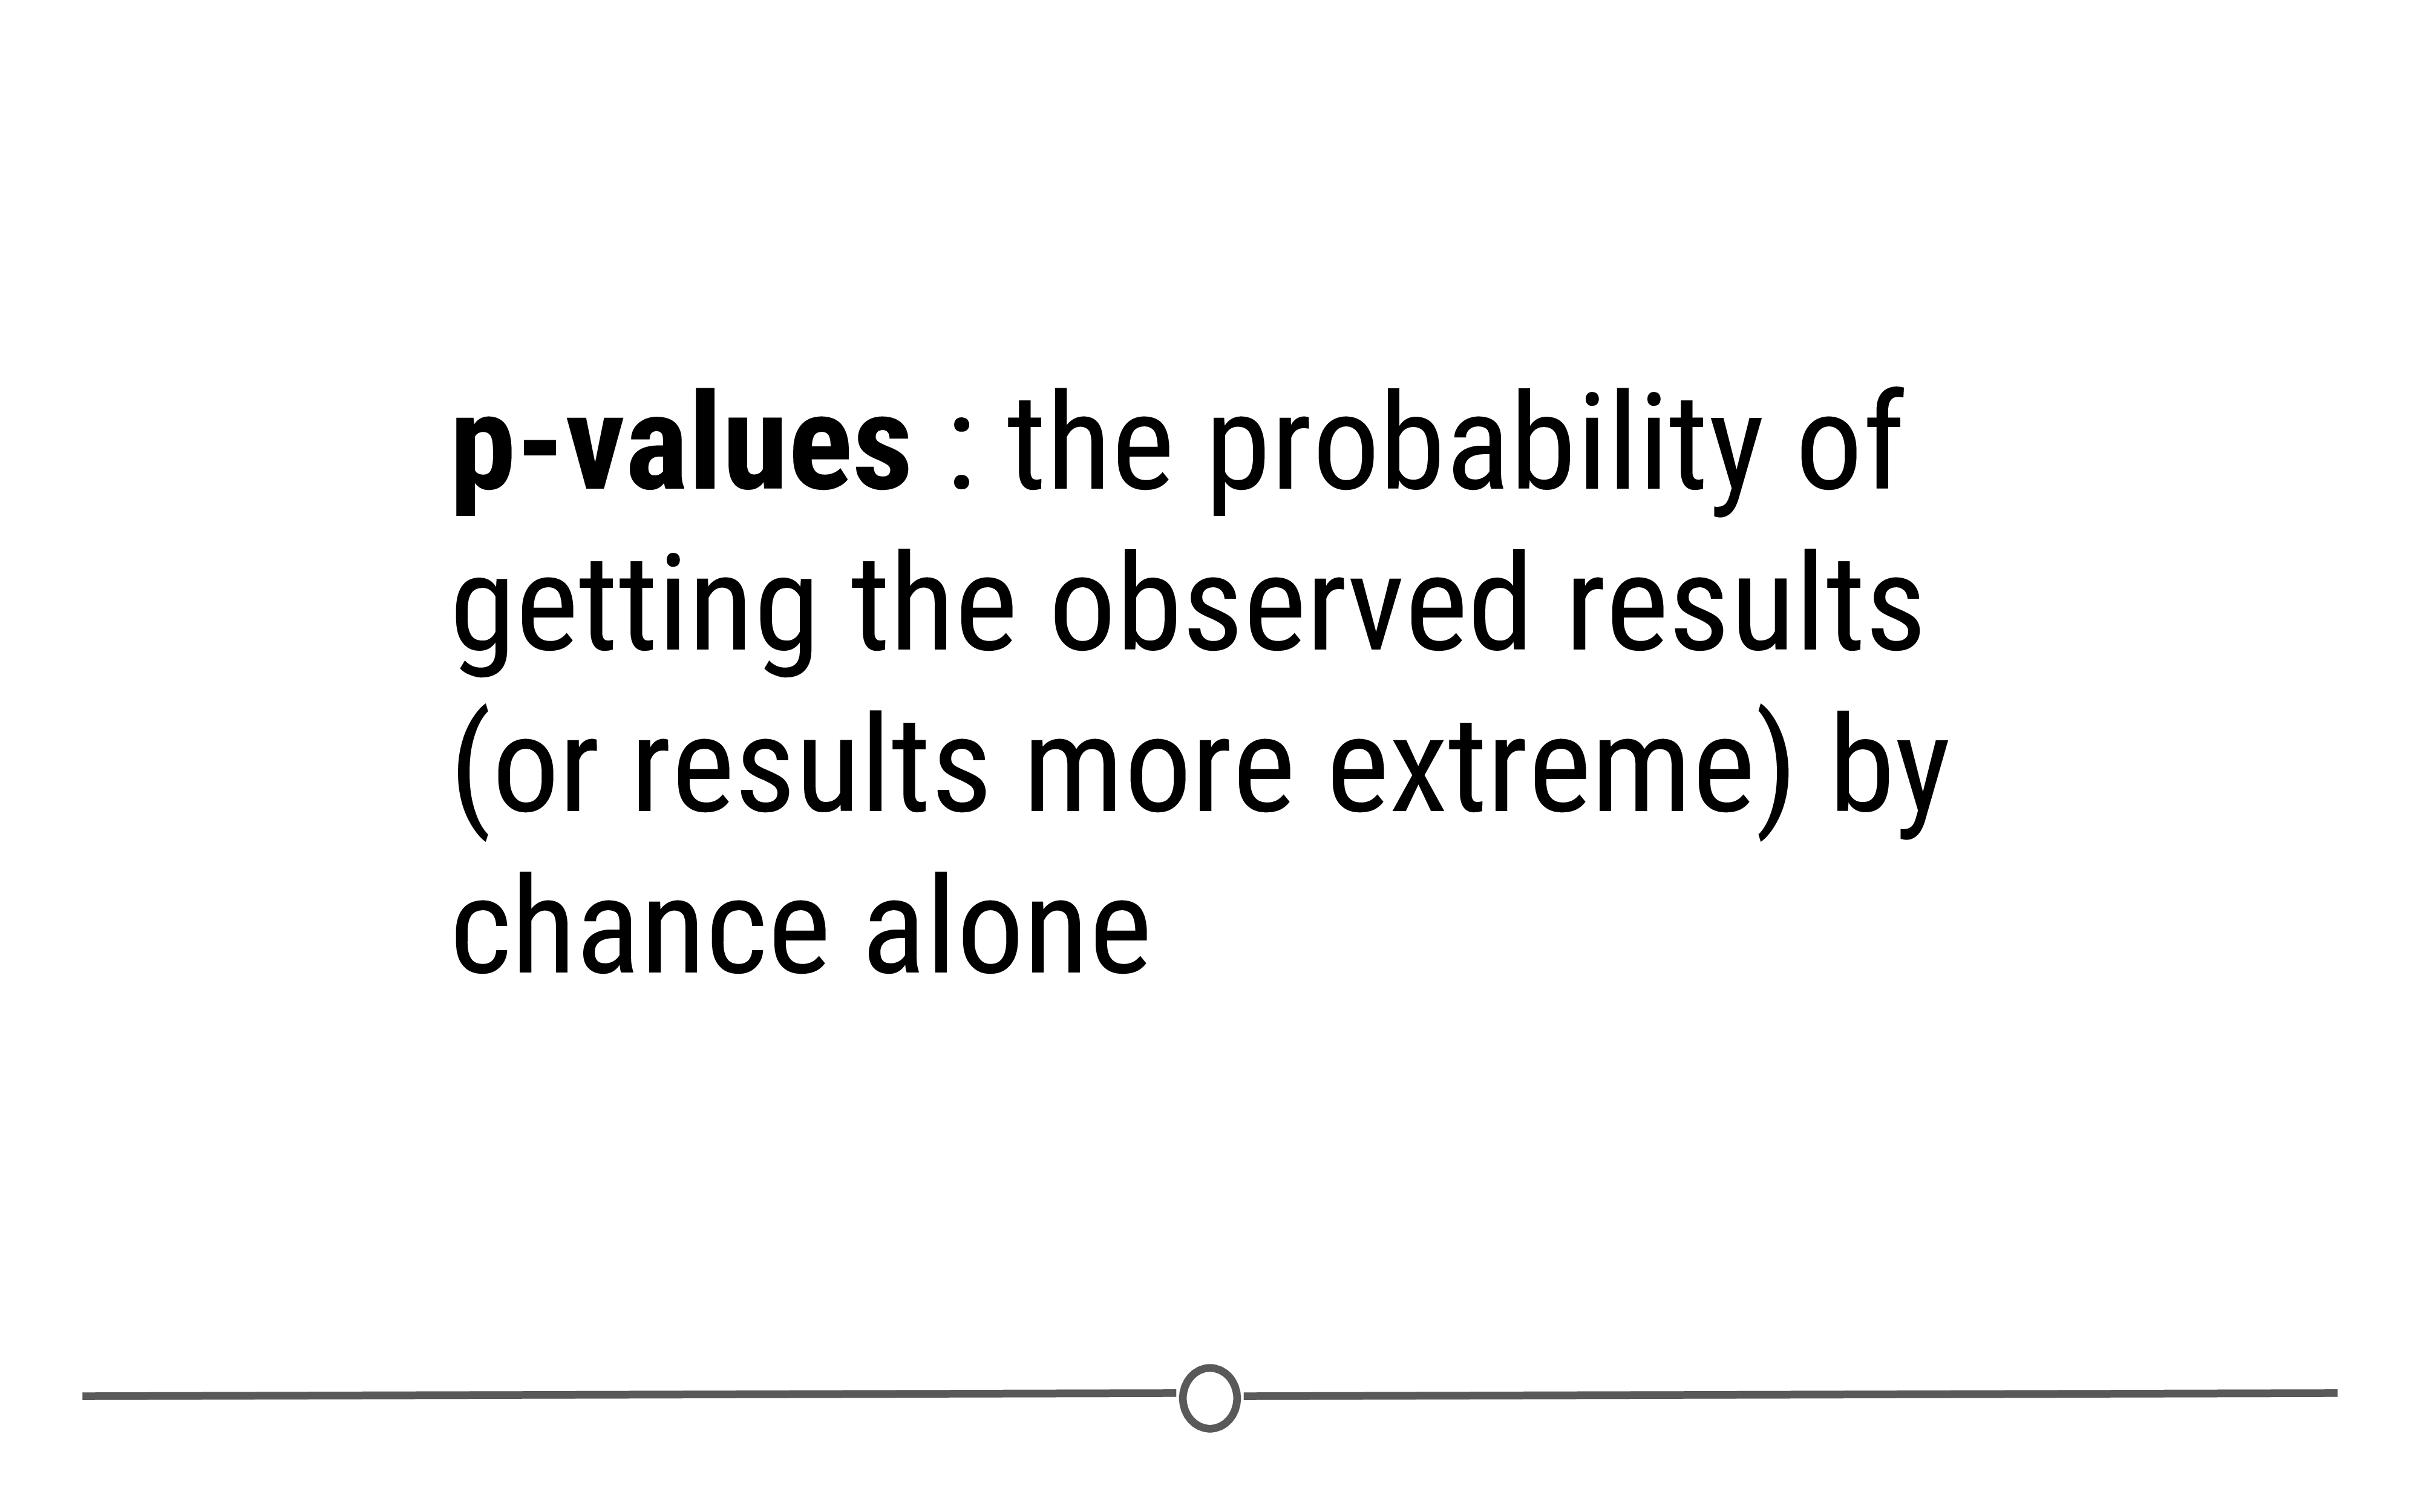 p-values : the probability of
getting the observed results
(or results more extreme) by
chance alone